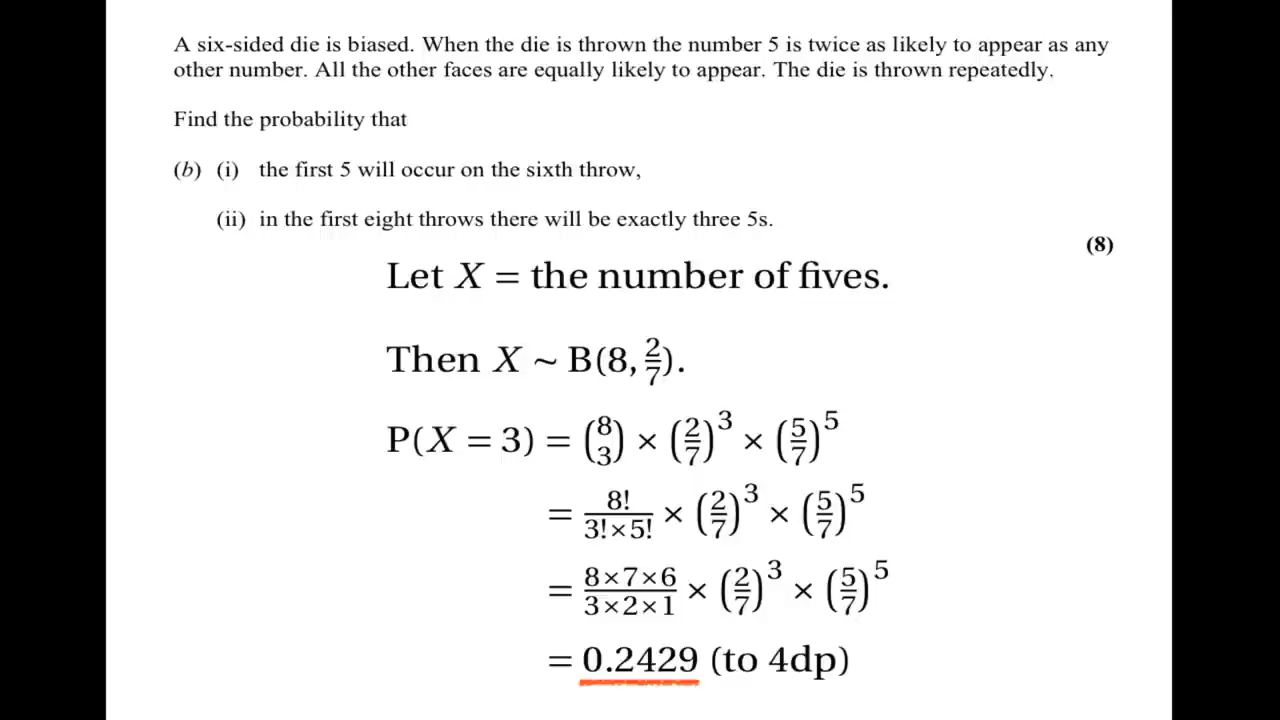 A six-sided die is biased. When the die is thrown the number 5 is twice as likely to appear as any
other number. All the other faces are equally likely to appear. The die is thrown repeatedly.
Find the probability that
(b) (i) the first 5 will occur on the sixth throw,
(ii) in the first eight throws there will be exactly three 5s.
(8)
Let X = the number of fives.
Then X ~ B(8, 2/7).
P(X = 3) = (8 3) × (2/7)^3 × (5/7)^5
= 8!/3!×5! × (2/7)^3 × (5/7)^5
= 8×7×6/3×2×1 × (2/7)^3 × (5/7)^5
= 0.2429 (to 4dp)